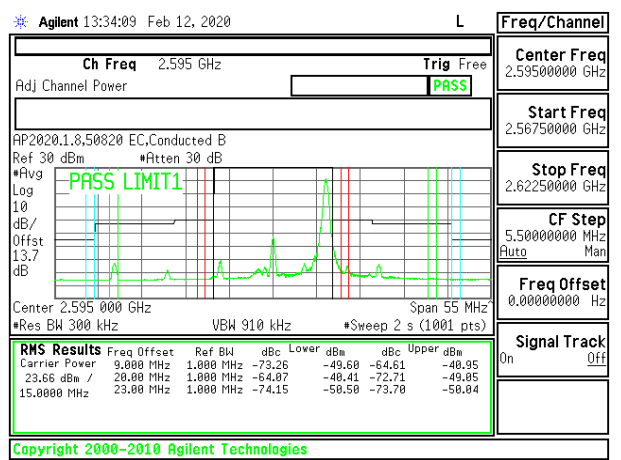 Agilent 13:34:09 Feb 12, 2020 L
Freq/Channel
Ch Freq 2.595 GHz Trig Free
Adj Channel Power PASS
AP2020.1.8,50820 EC,Conducted B
Ref 30 dBm #Atten 30 dB
#Avg
Log
10
dB/
Offst
13.7
dB
PASS LIMIT1
Center 2.595 000 GHz Span 55 MHz^
#Res BW 300 kHz VBW 910 kHz #Sweep 2 s (1001 pts)
RMS Results Freq Offset Ref BW dBc Lower dBm dBc Upper dBm
Carrier Power 9.000 MHz 1.000 MHz -73.26 -49.60 -64.61 -40.95
23.66 dBm / 20.00 MHz 1.000 MHz -64.07 -40.41 -72.71 -49.05
15.0000 MHz 23.00 MHz 1.000 MHz -74.15 -50.50 -73.70 -50.04
Copyright 2000-2010 Agilent Technologies
Center Freq
2.59500000 GHz
Start Freq
2.56750000 GHz
Stop Freq
2.62250000 GHz
CF Step
5.50000000 MHz
Auto Man
Freq Offset
0.00000000 Hz
Signal Track
On Off